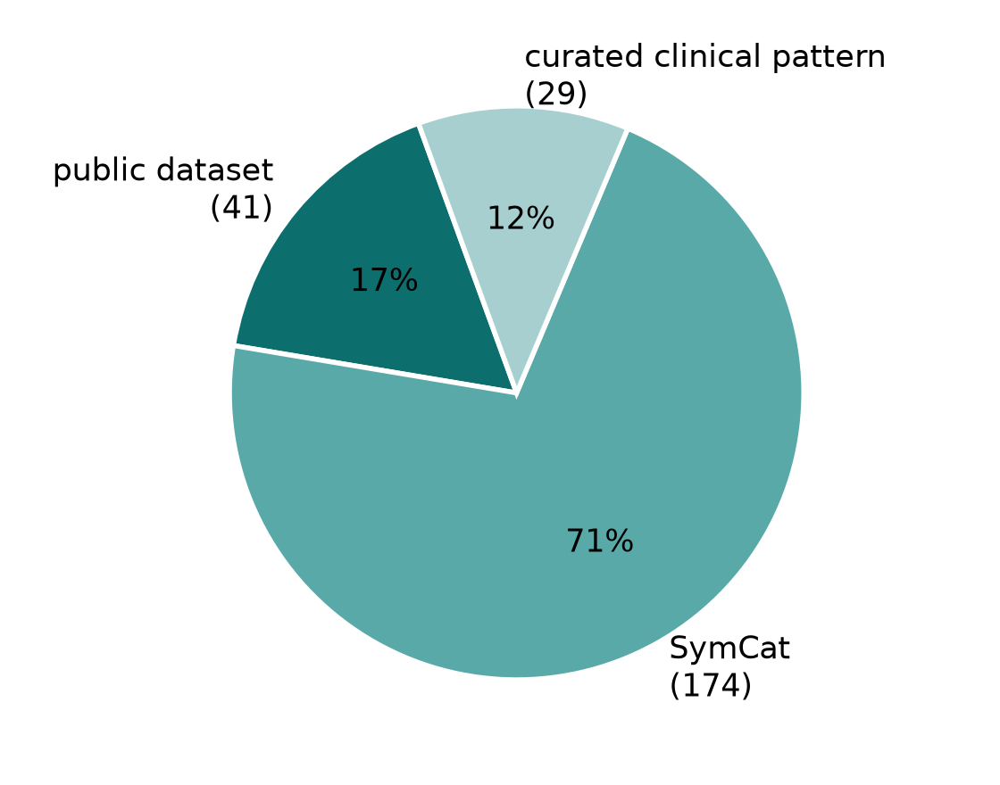 curated clinical pattern
(29)
public dataset
(41)
12%
17%
71%
SymCat
(174)